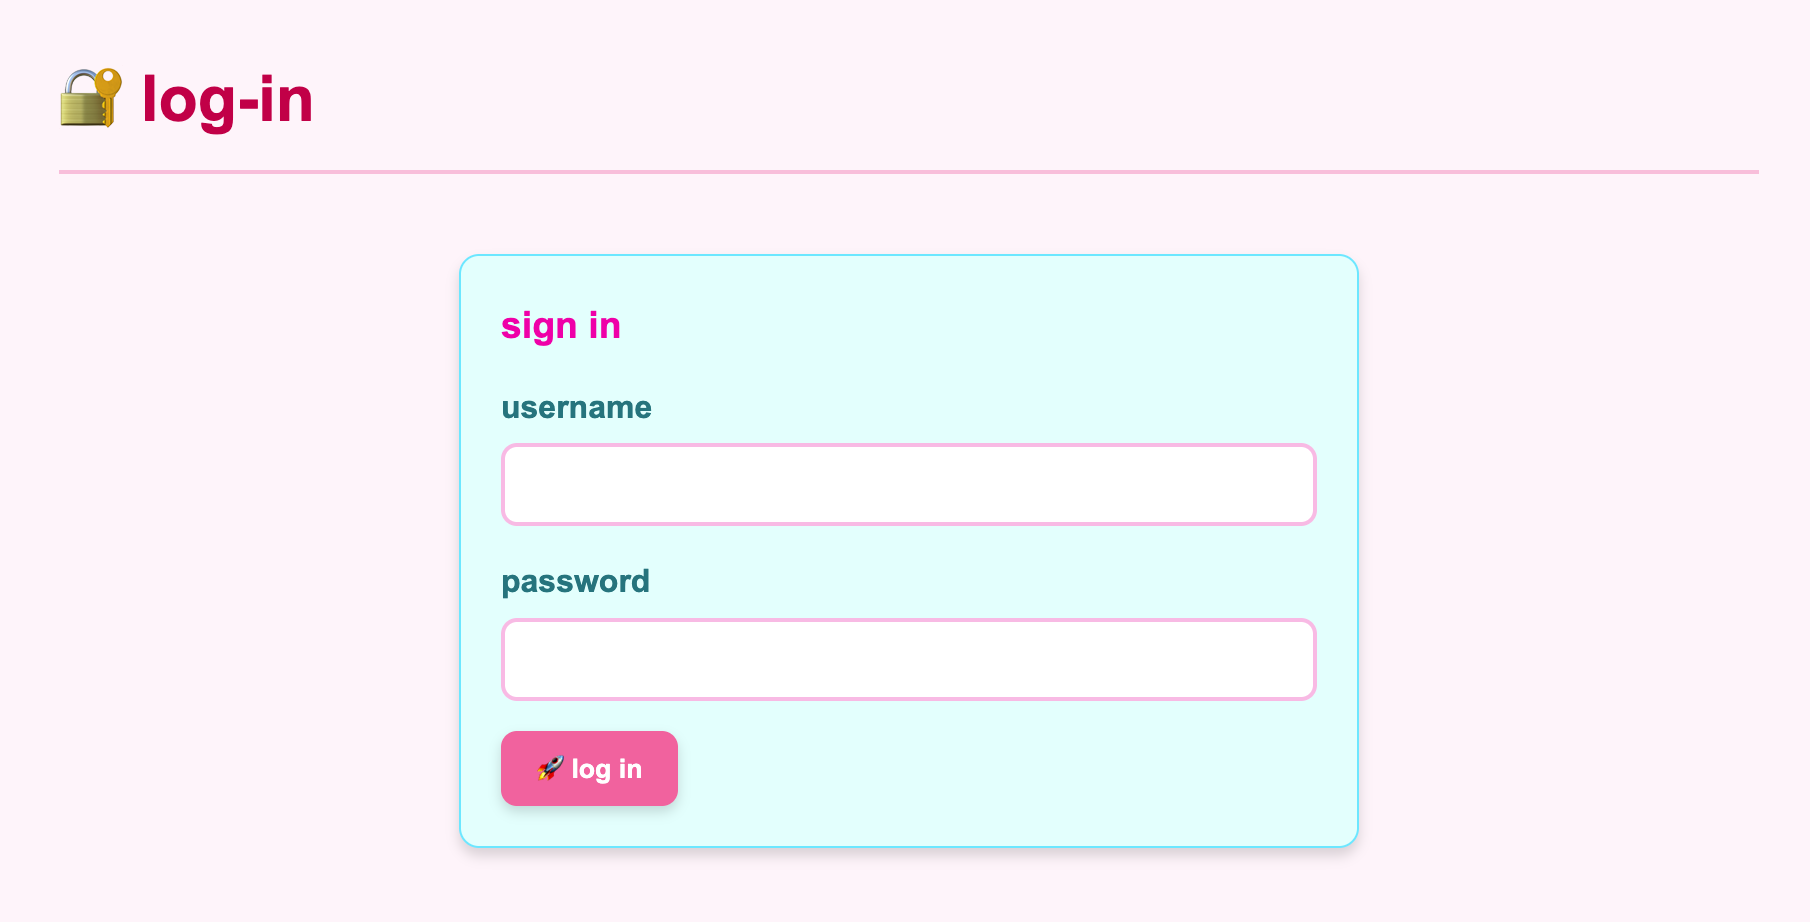 🔐 log-in
sign in
username
password
🚀 log in